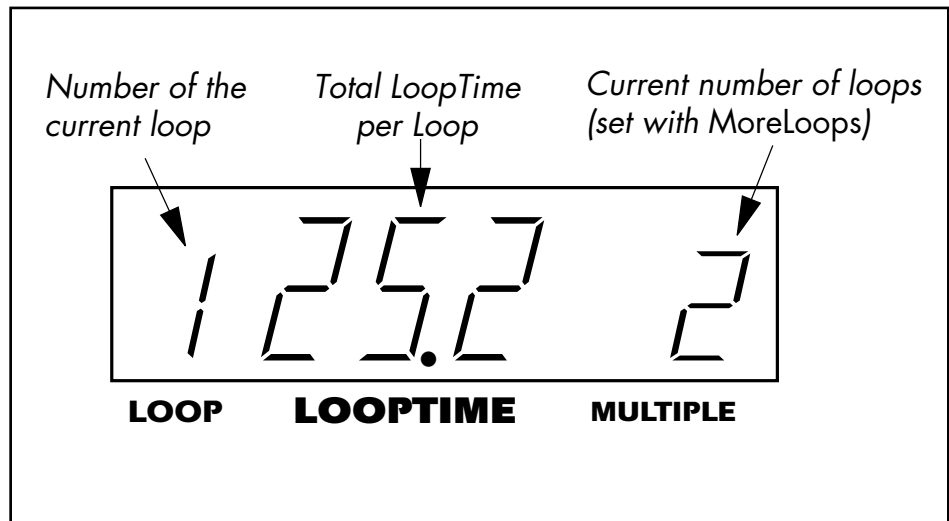 Number of the
current loop
Total LoopTime
per Loop
Current number of loops
(set with MoreLoops)
1 25.2 2
LOOP LOOPTIME MULTIPLE